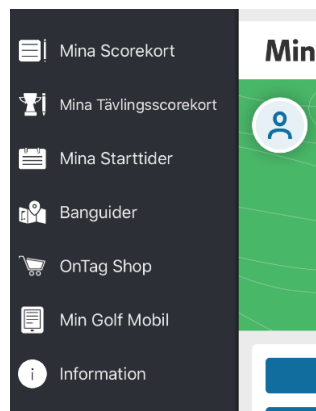 Mina Scorekort
Min
Mina Tävlingsscorekort
Mina Starttider
Banguider
OnTag Shop
Min Golf Mobil
Information